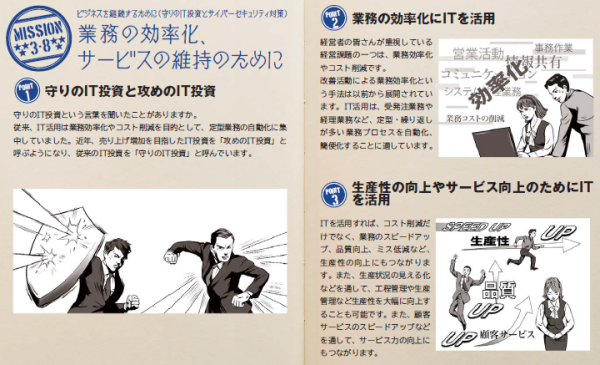 MISSION
3・8
ビジネスを継続するために(守りのIT投資とサイバーセキュリティ対策)
業務の効率化、
サービスの維持のために
POINT
1
守りのIT投資と攻めのIT投資
守りのIT投資という言葉を聞いたことがありますか。
従来、IT活用は業務効率化やコスト削減を目的として、定型業務の自動化に集
中していました。近年、売り上げ増加を目指したIT投資を「攻めのIT投資」と
呼ぶようになり、従来のIT投資を「守りのIT投資」と呼んでいます。
POINT
2
業務の効率化にITを活用
経営者の皆さんが重視している
経営課題の一つは、業務効率化
やコスト削減です。
改善活動による業務効率化とい
う手法は以前から展開されていま
す。IT活用は、受発注業務や
経理業務など、定型・繰り返し
が多い業務プロセスを自動化、
簡便化することに適しています。
営業活動
事務作業
情報共有
コミュニケーション
効率化
業務コストの削減
POINT
3
生産性の向上やサービス向上のためにIT
を活用
ITを活用すれば、コスト削減だ
けでなく、業務のスピードアッ
プ、品質向上、ミス低減など、
生産性の向上にもつながりま
す。また、生産状況の見える化
などを通して、工程管理や生産
管理など生産性を大幅に向上す
ることも可能です。また、顧客
サービスのスピードアップなど
を通して、サービス力の向上に
もつながります。
SPEED UP
生産性
UP
品質
UP
UP
顧客サービス